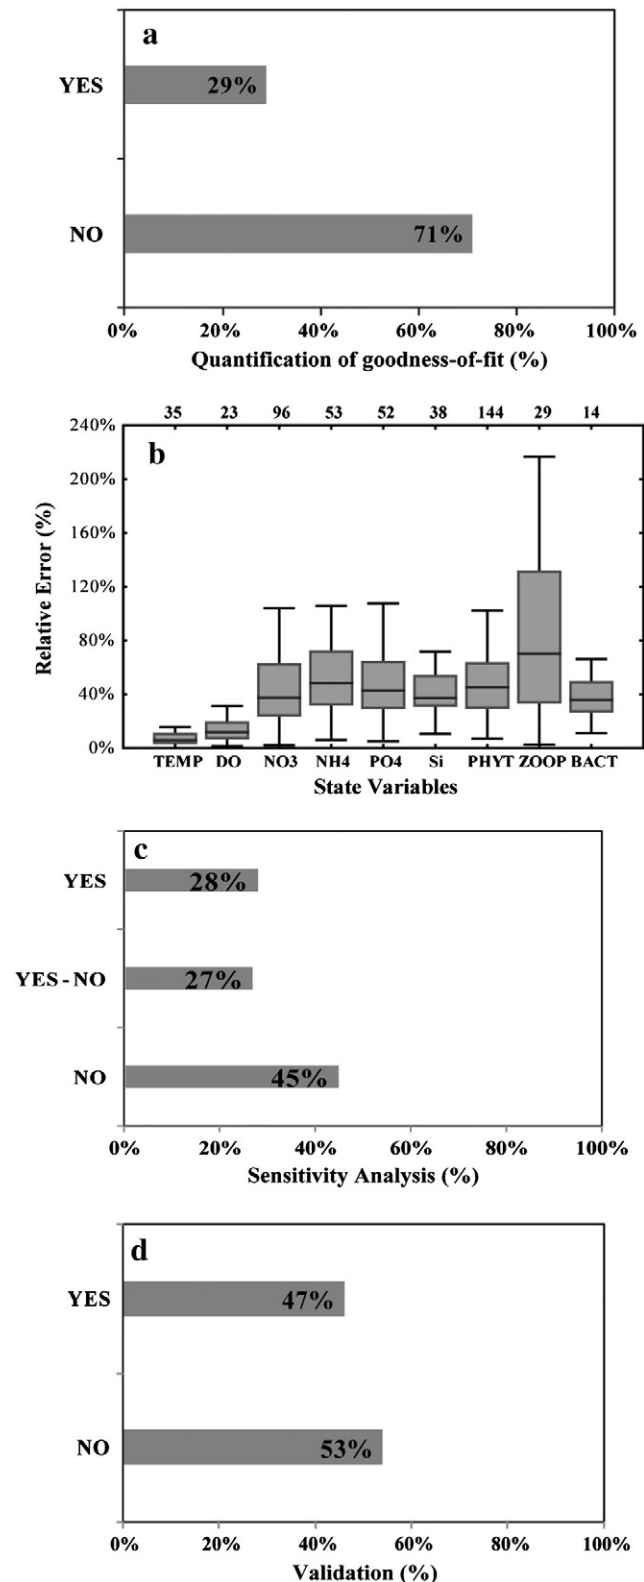 a
YES
29%
NO
71%
0% 20% 40% 60% 80% 100%
Quantification of goodness-of-fit (%)
35 23 96 53 52 38 144 29 14
240%
b
200%
160%
120%
80%
40%
0%
Relative Error (%)
TEMP DO NO3 NH4 PO4 Si PHYT ZOOP BACT
State Variables
c
YES
28%
YES - NO
27%
NO
45%
0% 20% 40% 60% 80% 100%
Sensitivity Analysis (%)
d
YES
47%
NO
53%
0% 20% 40% 60% 80% 100%
Validation (%)